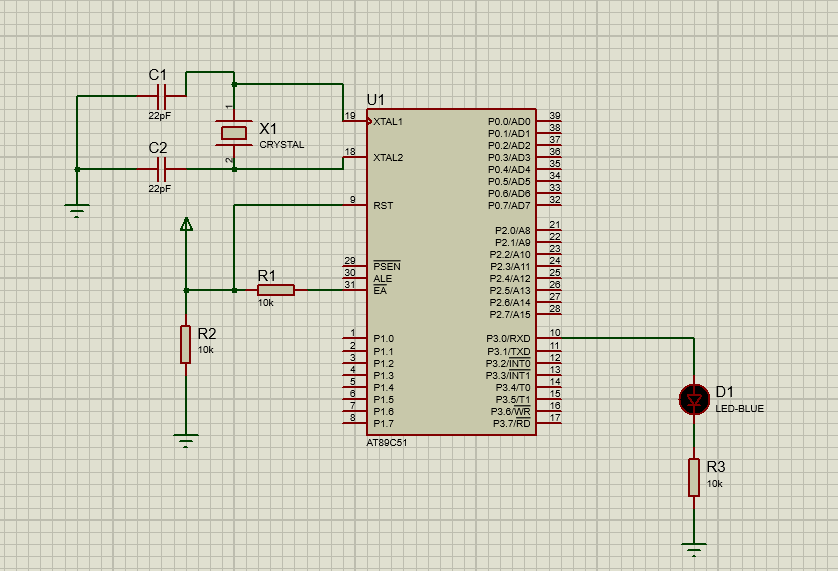 C1
22pF
1
X1
CRYSTAL
2
C2
22pF
R1
10k
R2
10k
U1
19 XTAL1
18 XTAL2
9 RST
29 PSEN
30 ALE
31 EA
1 P1.0
2 P1.1
3 P1.2
4 P1.3
5 P1.4
6 P1.5
7 P1.6
8 P1.7
P0.0/AD0 39
P0.1/AD1 38
P0.2/AD2 37
P0.3/AD3 36
P0.4/AD4 35
P0.5/AD5 34
P0.6/AD6 33
P0.7/AD7 32
P2.0/A8 21
P2.1/A9 22
P2.2/A10 23
P2.3/A11 24
P2.4/A12 25
P2.5/A13 26
P2.6/A14 27
P2.7/A15 28
P3.0/RXD 10
P3.1/TXD 11
P3.2/INT0 12
P3.3/INT1 13
P3.4/T0 14
P3.5/T1 15
P3.6/WR 16
P3.7/RD 17
AT89C51
D1
LED-BLUE
R3
10k